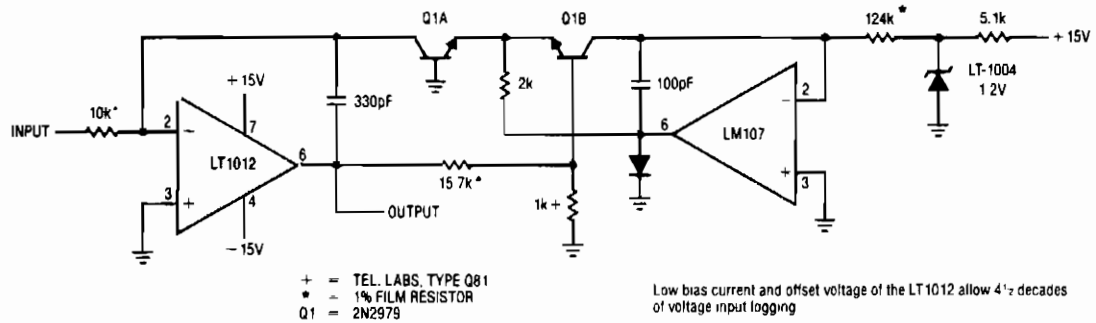 Q1A
Q1B
124k*
5.1k
+ 15V
LT-1004
1.2V
2k
100pF
330pF
+ 15V
7
10k*
INPUT
2
LT1012
6
3
4
− 15V
15.7k*
OUTPUT
1k +
6
LM107
2
3
+ = TEL. LABS, TYPE Q81
* = 1% FILM RESISTOR
Q1 = 2N2979
Low bias current and offset voltage of the LT1012 allow 4½ decades
of voltage input logging